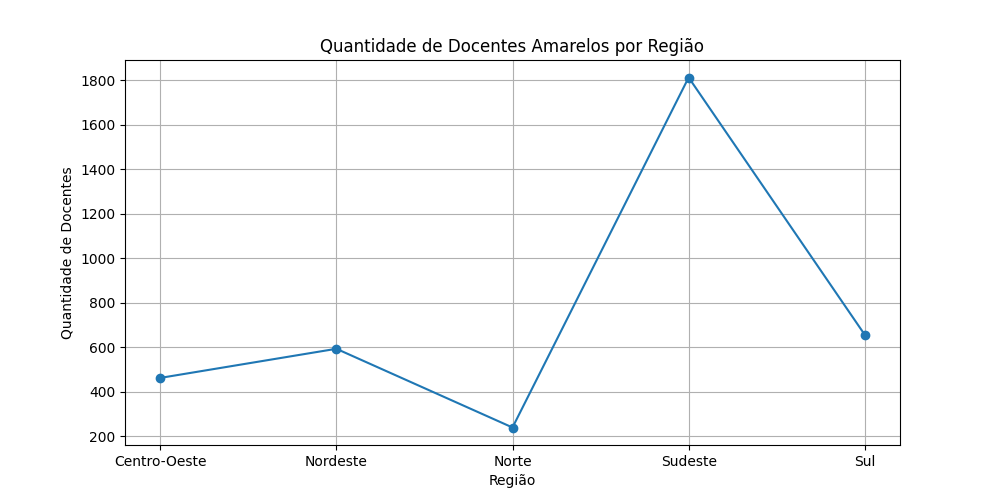 Quantidade de Docentes Amarelos por Região
Quantidade de Docentes
1800
1600
1400
1200
1000
800
600
400
200
Centro-Oeste
Nordeste
Norte
Sudeste
Sul
Região